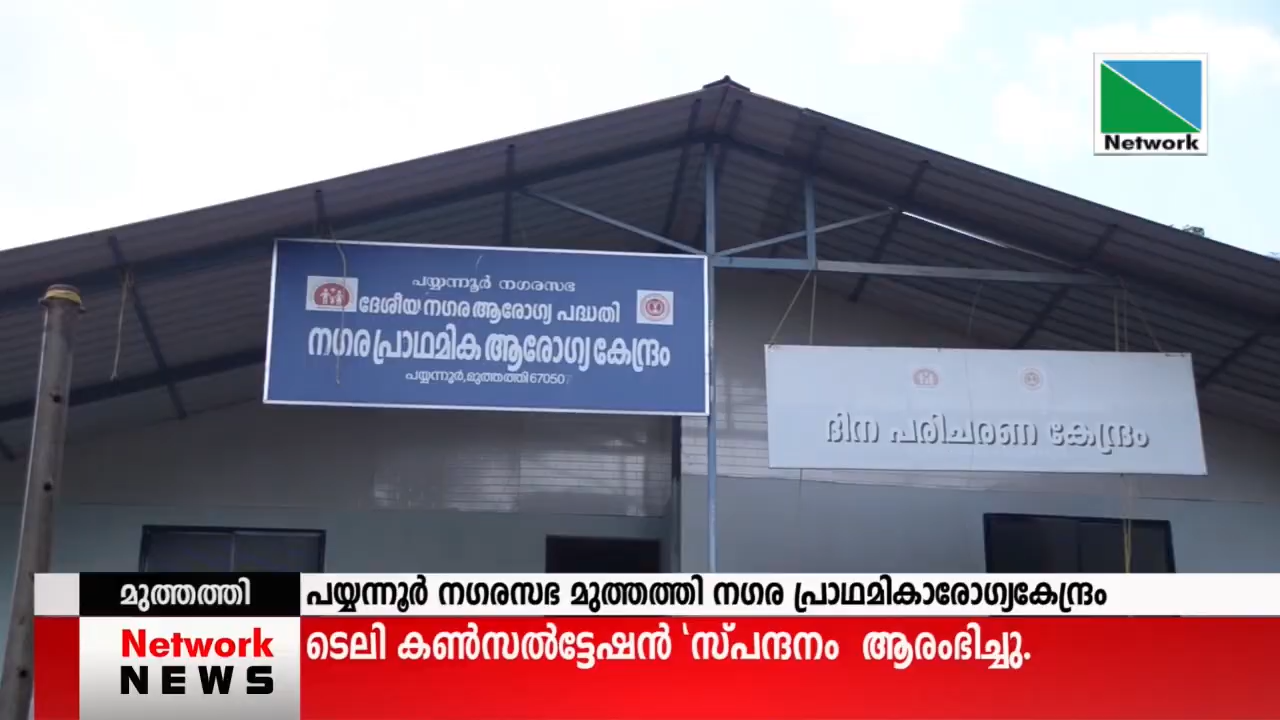 Network
പയ്യന്നൂർ നഗരസഭ
ദേശീയ നഗര ആരോഗ്യ പദ്ധതി
നഗര പ്രാഥമിക ആരോഗ്യ കേന്ദ്രം
പയ്യന്നൂർ, മുത്തത്തി 67050
ദിന പരിചരണ കേന്ദ്രം
മുത്തത്തി
പയ്യന്നൂർ നഗരസഭ മുത്തത്തി നഗര പ്രാഥമികാരോഗ്യകേന്ദ്രം
Network
NEWS
ടെലി കൺസൽട്ടേഷൻ ‘സ്പന്ദനം ആരംഭിച്ചു.